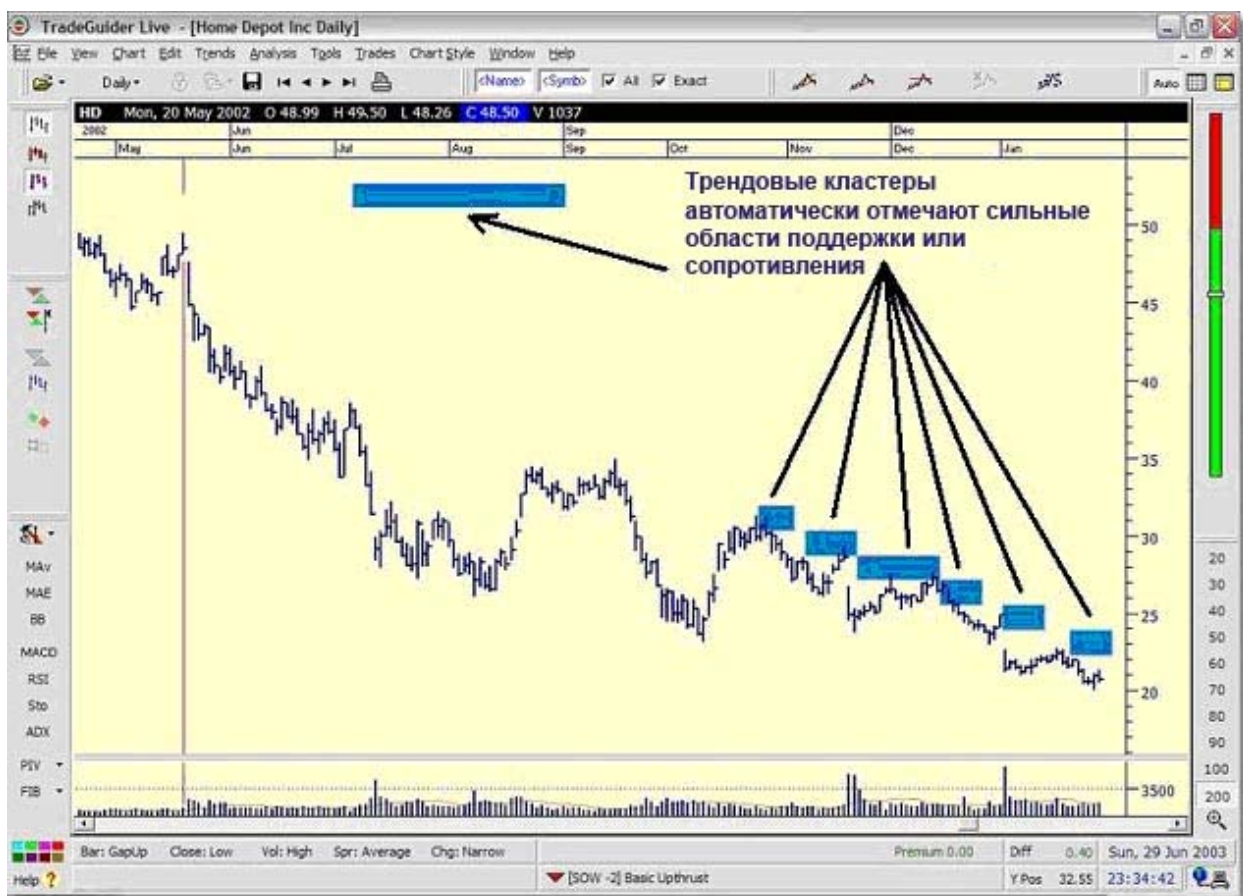 TradeGuider Live - [Home Depot Inc Daily]
File View Chart Edit Trends Analysis Tools Trades Chart Style Window Help
Daily <Name> <Symb> All Exact Auto
HD Mon, 20 May 2002 O 48.99 H 49.50 L 48.26 C 48.50 V 1037
2002 Jun Sep Dec
May Jun Jul Aug Sep Oct Nov Dec Jan
Трендовые кластеры
автоматически отмечают сильные
области поддержки или
сопротивления
50
45
40
35
30
25
20
3500
MAv
MAE
BB
MACD
RSI
Sto
ADX
PIV
FIB
20
30
40
50
60
70
80
90
100
200
Bar: GapUp Close: Low Vol: High Spr: Average Chg: Narrow Premium 0.00 Diff 0.40 Sun, 29 Jun 2003
Help ? [SOW -2] Basic Upthrust Y Pos 32.55 23:34:42